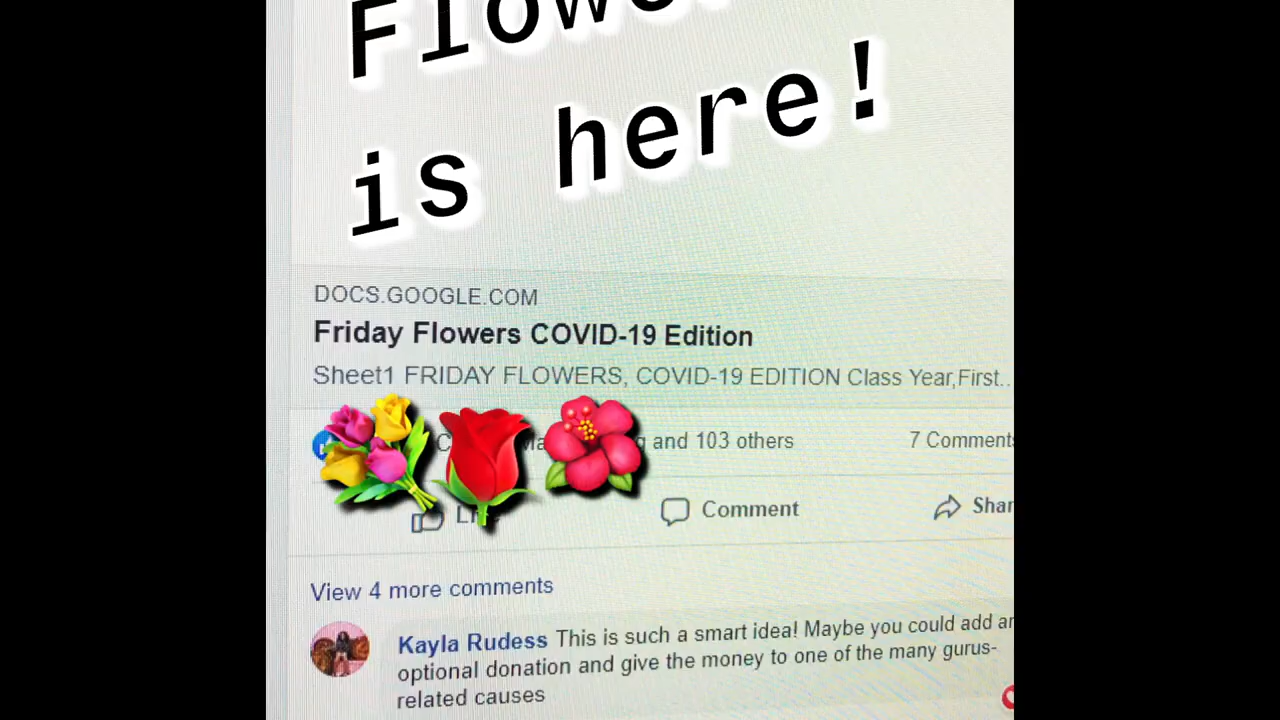 Flowe
is here!
DOCS.GOOGLE.COM
Friday Flowers COVID-19 Edition
Sheet1 FRIDAY FLOWERS, COVID-19 EDITION Class Year,First...
and 103 others 7 Comments
Comment Shar
View 4 more comments
Kayla Rudess This is such a smart idea! Maybe you could add an
optional donation and give the money to one of the many gurus-
related causes